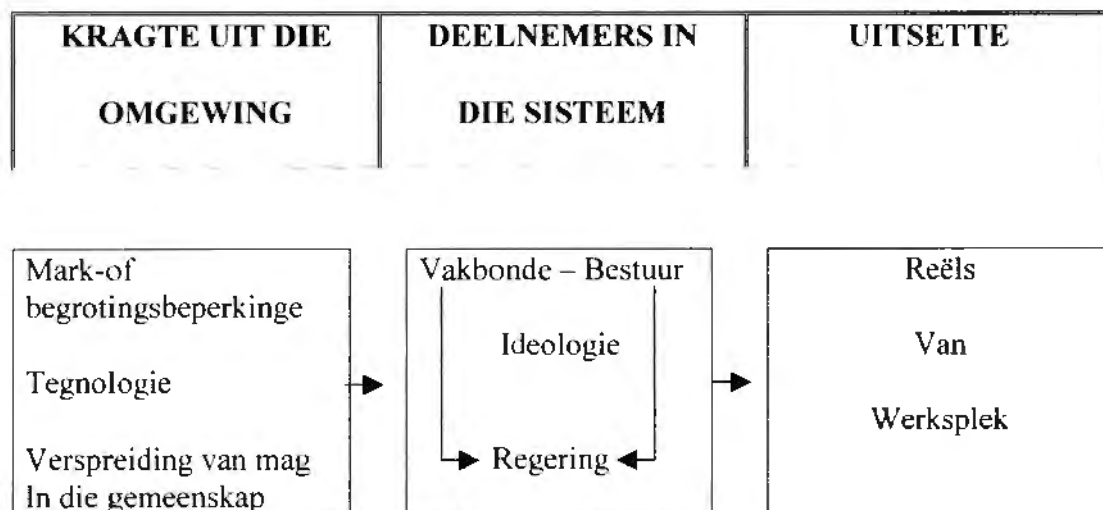 KRAGTE UIT DIE
OMGEWING
DEELNEMERS IN
DIE SISTEEM
UITSETTE
Mark-of
begrotingsbeperkinge
Tegnologie
Verspreiding van mag
In die gemeenskap
Vakbonde – Bestuur
Ideologie
Regering
Reëls
Van
Werksplek